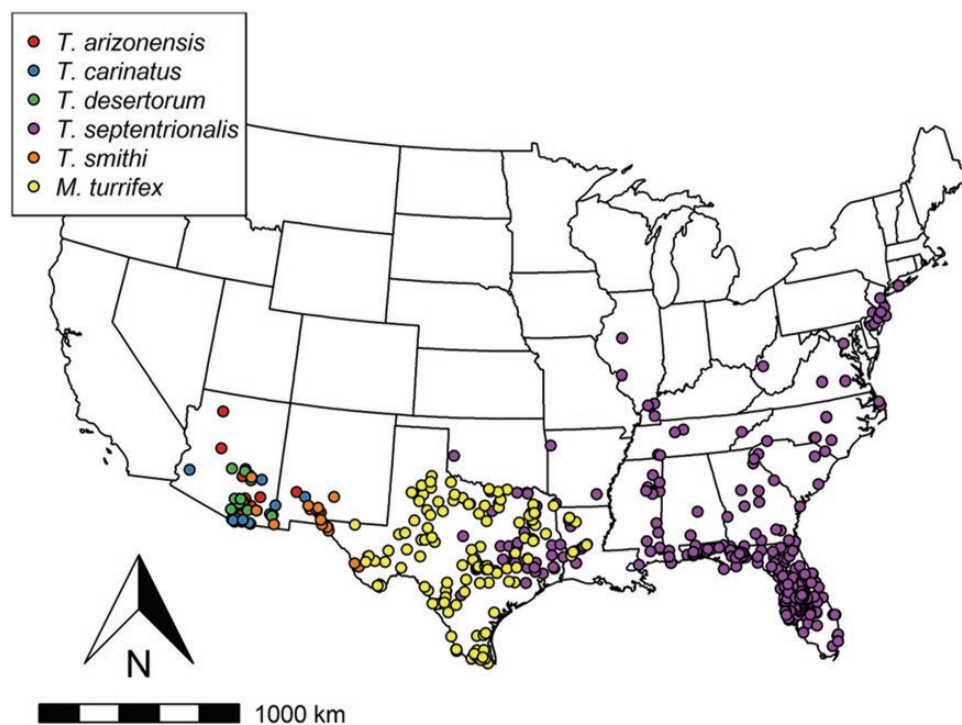 T. arizonensis
T. carinatus
T. desertorum
T. septentrionalis
T. smithi
M. turrifex
N
1000 km